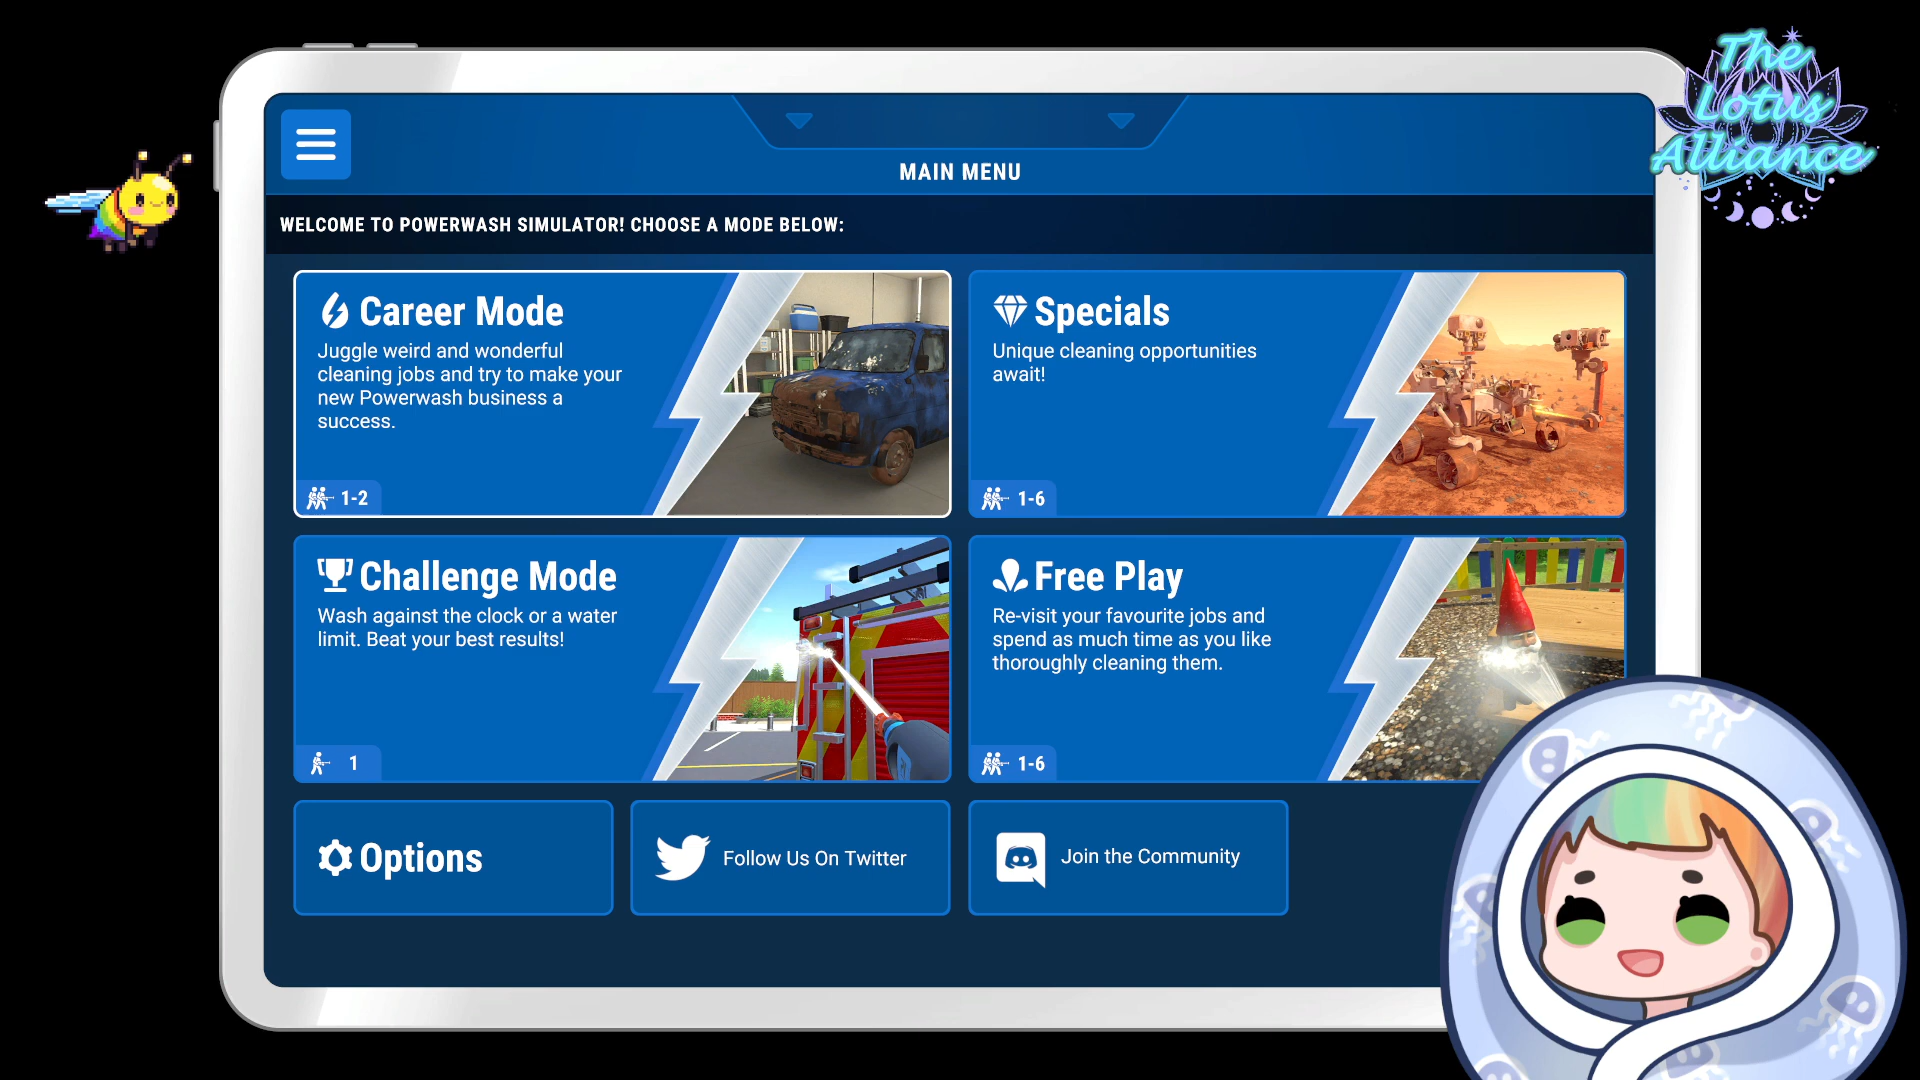 The
Lotus
Alliance
MAIN MENU
WELCOME TO POWERWASH SIMULATOR! CHOOSE A MODE BELOW:
Career Mode
Juggle weird and wonderful
cleaning jobs and try to make your
new Powerwash business a
success.
1-2
Specials
Unique cleaning opportunities
await!
1-6
Challenge Mode
Wash against the clock or a water
limit. Beat your best results!
1
Free Play
Re-visit your favourite jobs and
spend as much time as you like
thoroughly cleaning them.
1-6
Options
Follow Us On Twitter
Join the Community